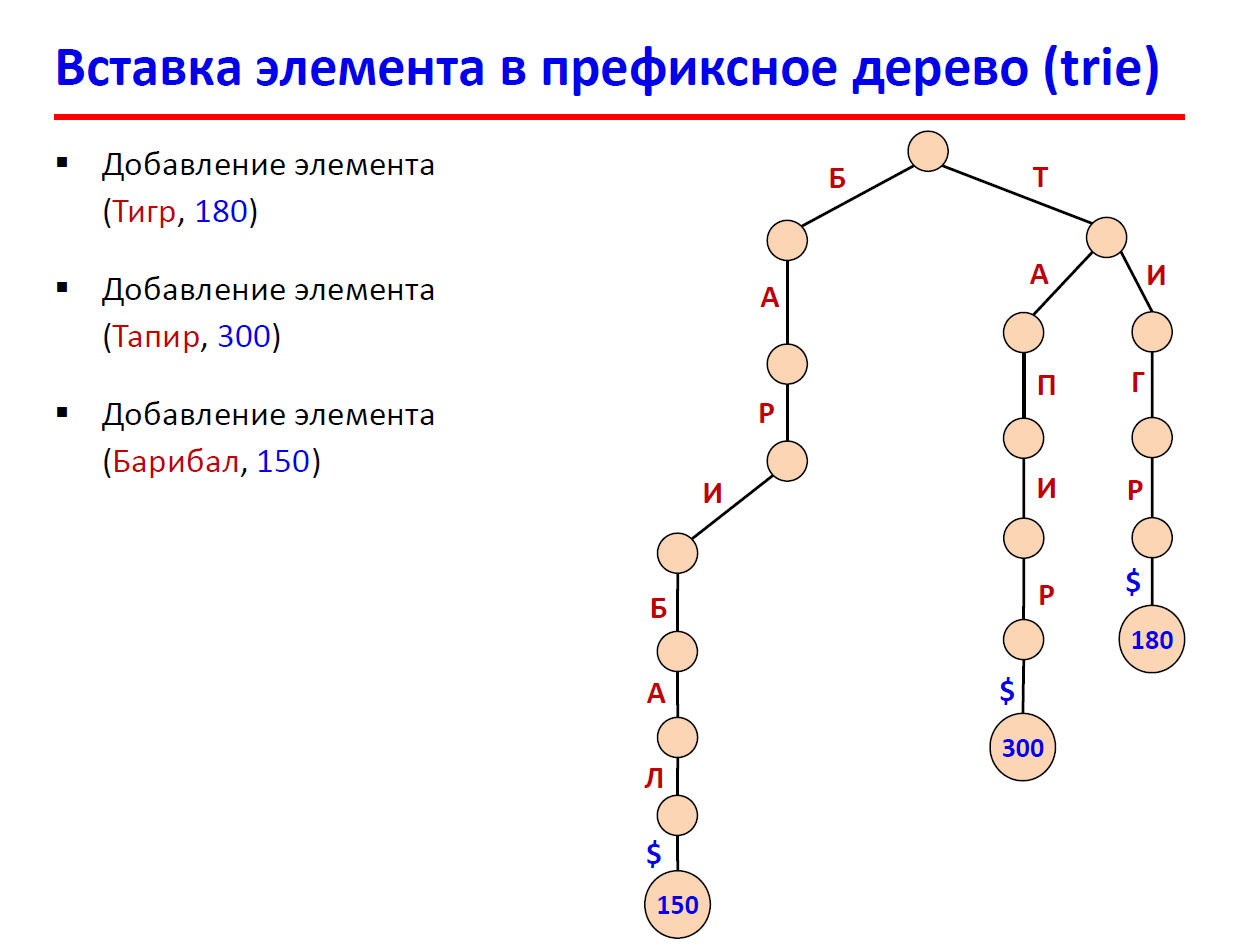 Вставка элемента в префиксное дерево (trie)
▪ Добавление элемента
(Тигр, 180)
▪ Добавление элемента
(Тапир, 300)
▪ Добавление элемента
(Барибал, 150)
Б
Т
А
И
А
П
Г
Р
И
И
Р
Б
Р
$
180
А
$
300
Л
$
150